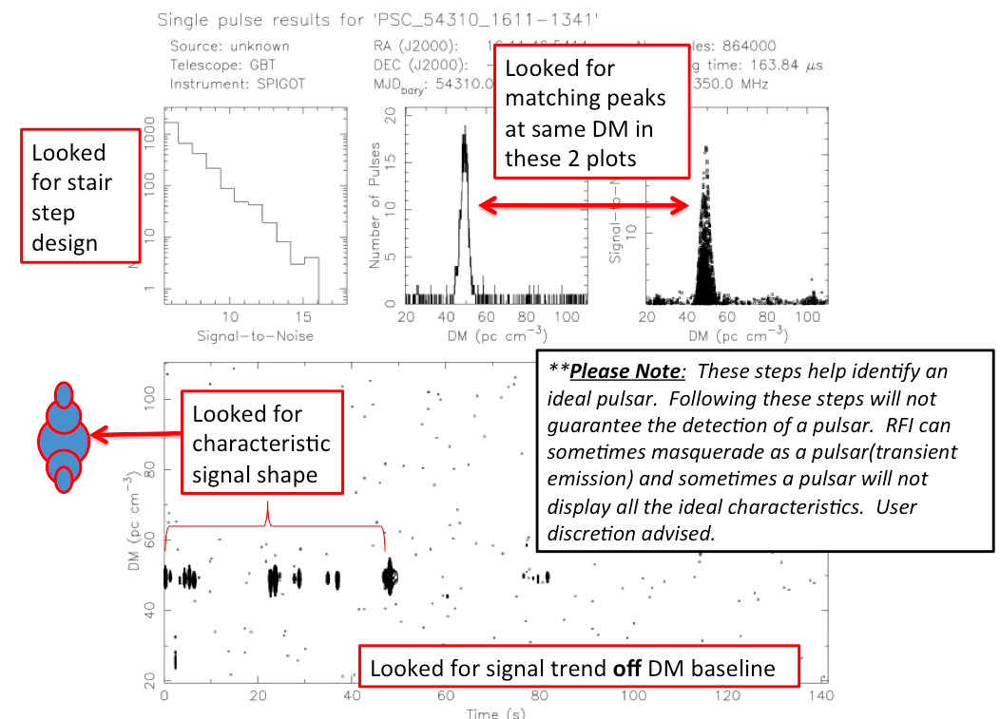 Single pulse results for 'PSC_54310_1611−1341'
Source: unknown
Telescope: GBT
Instrument: SPIGOT
RA (J2000):
DEC (J2000):
MJD bary: 54310.0
864000
163.84 μs
350.0 MHz
Looked for
matching peaks
at same DM in
these 2 plots
Looked
for stair
step
design
1000
100
10
1
10 15
Signal−to−Noise
Number of Pulses
20
15
10
5
0
20 40 60 80 100
DM (pc cm−3)
10
20 40 60 80 100
DM (pc cm−3)
**Please Note: These steps help identify an
ideal pulsar. Following these steps will not
guarantee the detection of a pulsar. RFI can
sometimes masquerade as a pulsar(transient
emission) and sometimes a pulsar will not
display all the ideal characteristics. User
discretion advised.
Looked for
characteristic
signal shape
DM (pc cm−3)
100
80
60
40
20
Looked for signal trend off DM baseline
0 20 40 60 80 100 120 140
Time (s)